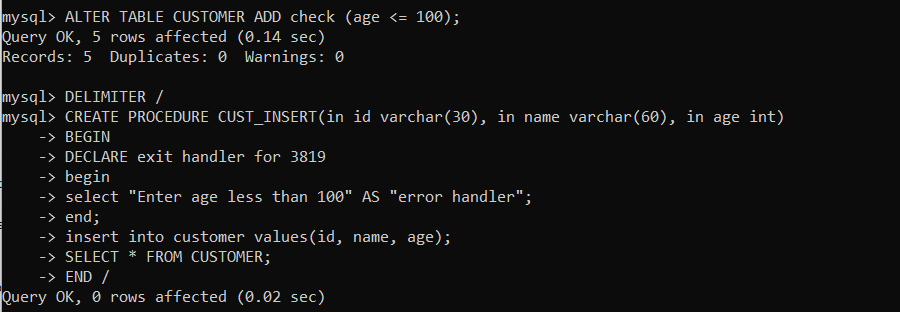 mysql> ALTER TABLE CUSTOMER ADD check (age <= 100);
Query OK, 5 rows affected (0.14 sec)
Records: 5  Duplicates: 0  Warnings: 0

mysql> DELIMITER /
mysql> CREATE PROCEDURE CUST_INSERT(in id varchar(30), in name varchar(60), in age int)
    -> BEGIN
    -> DECLARE exit handler for 3819
    -> begin
    -> select "Enter age less than 100" AS "error handler";
    -> end;
    -> insert into customer values(id, name, age);
    -> SELECT * FROM CUSTOMER;
    -> END /
Query OK, 0 rows affected (0.02 sec)